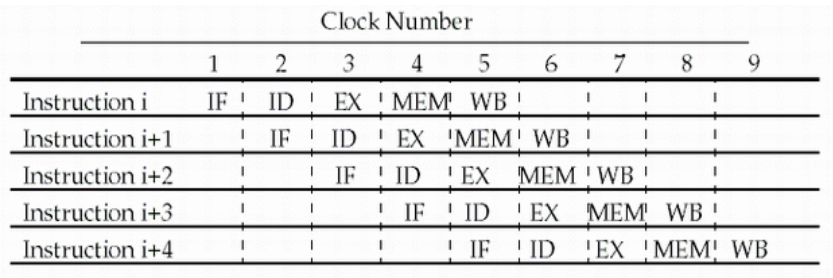 Clock Number
1 2 3 4 5 6 7 8 9
Instruction i IF ID EX MEM WB
Instruction i+1 IF ID EX MEM WB
Instruction i+2 IF ID EX MEM WB
Instruction i+3 IF ID EX MEM WB
Instruction i+4 IF ID EX MEM WB